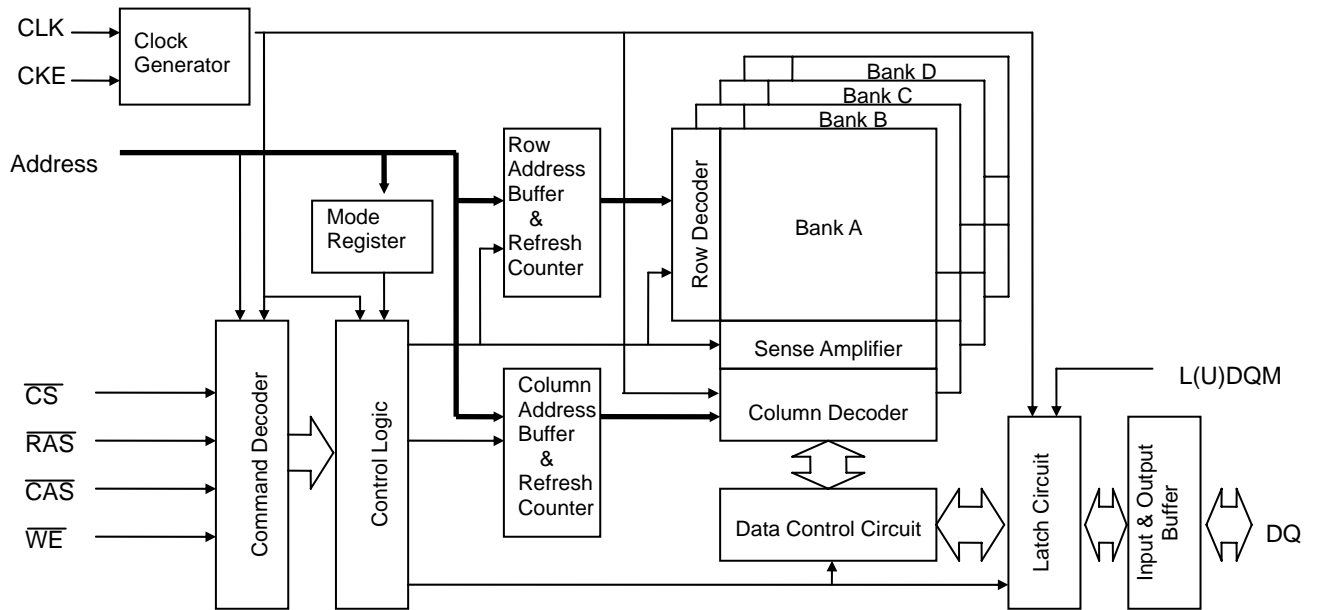 CLK
CKE
Clock
Generator
Bank D
Bank C
Bank B
Address
Row
Address
Buffer
&
Refresh
Counter
Row Decoder
Bank A
Mode
Register
Sense Amplifier
Column Decoder
L(U)DQM
CS
RAS
CAS
WE
Command Decoder
Control Logic
Column
Address
Buffer
&
Refresh
Counter
Data Control Circuit
Latch Circuit
Input & Output
Buffer
DQ